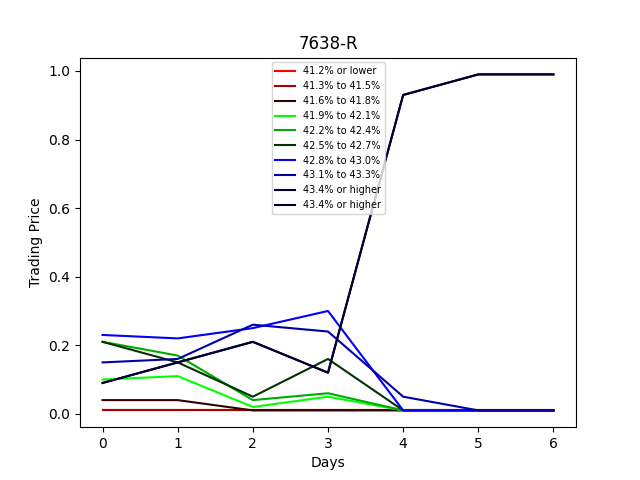 7638-R
41.2% or lower
41.3% to 41.5%
41.6% to 41.8%
41.9% to 42.1%
42.2% to 42.4%
42.5% to 42.7%
42.8% to 43.0%
43.1% to 43.3%
43.4% or higher
43.4% or higher
1.0
0.8
0.6
0.4
0.2
0.0
Trading Price
0 1 2 3 4 5 6
Days